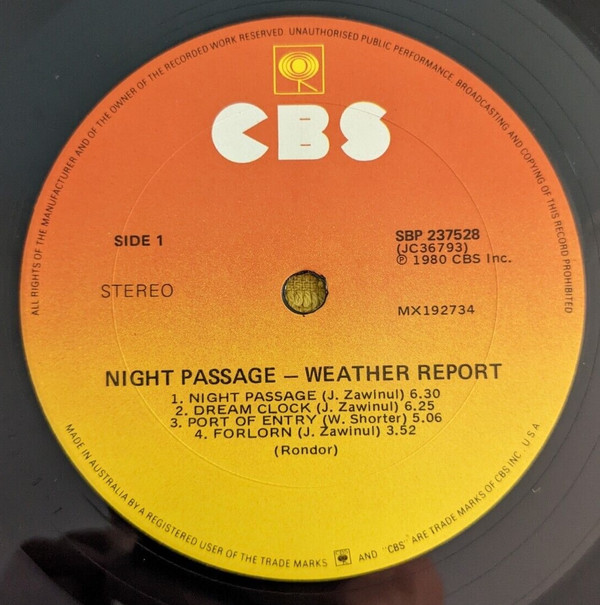 ALL RIGHTS OF THE MANUFACTURER AND OF THE OWNER OF THE RECORDED WORK RESERVED. UNAUTHORISED PUBLIC PERFORMANCE, BROADCASTING AND COPYING OF THIS RECORD PROHIBITED
CBS
SIDE 1
SBP 237528
(JC36793)
℗ 1980 CBS Inc.
STEREO
MX192734
NIGHT PASSAGE – WEATHER REPORT
1. NIGHT PASSAGE (J. Zawinul) 6.30
2. DREAM CLOCK (J. Zawinul) 6.25
3. PORT OF ENTRY (W. Shorter) 5.06
4. FORLORN (J. Zawinul) 3.52
(Rondor)
MADE IN AUSTRALIA BY A REGISTERED USER OF THE TRADE MARKS AND "CBS" ARE TRADE MARKS OF CBS INC. U S A